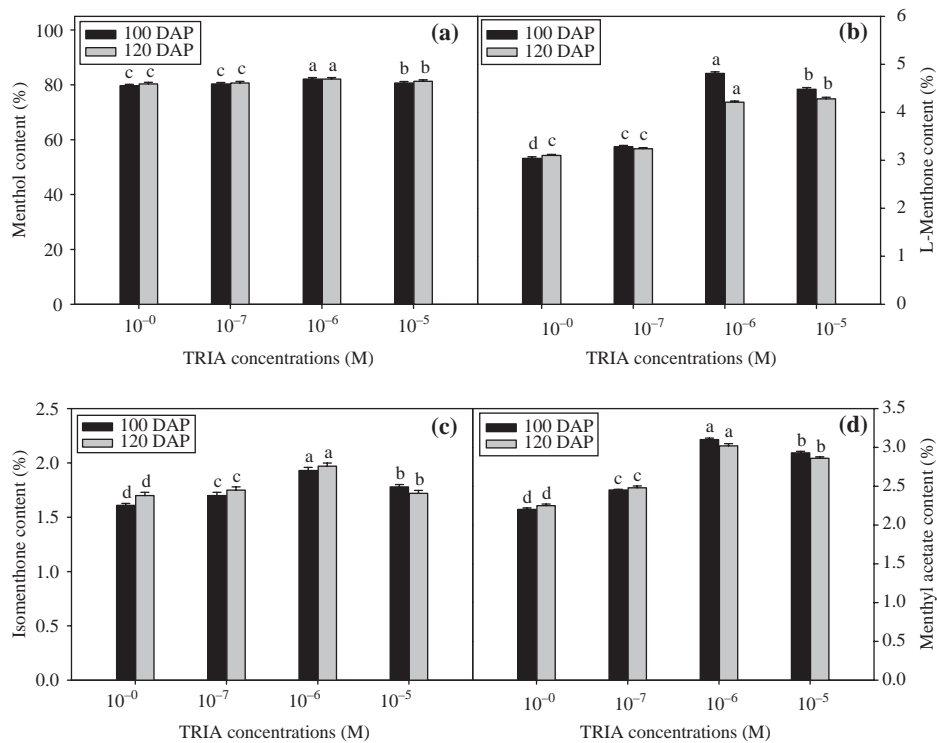 100 DAP
120 DAP
(a)
Menthol content (%)
100
80
60
40
20
0
c c
c c
a a
b b
10⁻⁰ 10⁻⁷ 10⁻⁶ 10⁻⁵
TRIA concentrations (M)
100 DAP
120 DAP
(b)
L-Menthone content (%)
6
5
4
3
2
1
0
d c
c c
a a
b b
10⁻⁰ 10⁻⁷ 10⁻⁶ 10⁻⁵
TRIA concentrations (M)
100 DAP
120 DAP
(c)
Isomenthone content (%)
2.5
2.0
1.5
1.0
0.5
0.0
d d
c c
a a
b b
10⁻⁰ 10⁻⁷ 10⁻⁶ 10⁻⁵
TRIA concentrations (M)
100 DAP
120 DAP
(d)
Menthyl acetate content (%)
3.5
3.0
2.5
2.0
1.5
1.0
0.5
0.0
d d
c c
a a
b b
10⁻⁰ 10⁻⁷ 10⁻⁶ 10⁻⁵
TRIA concentrations (M)